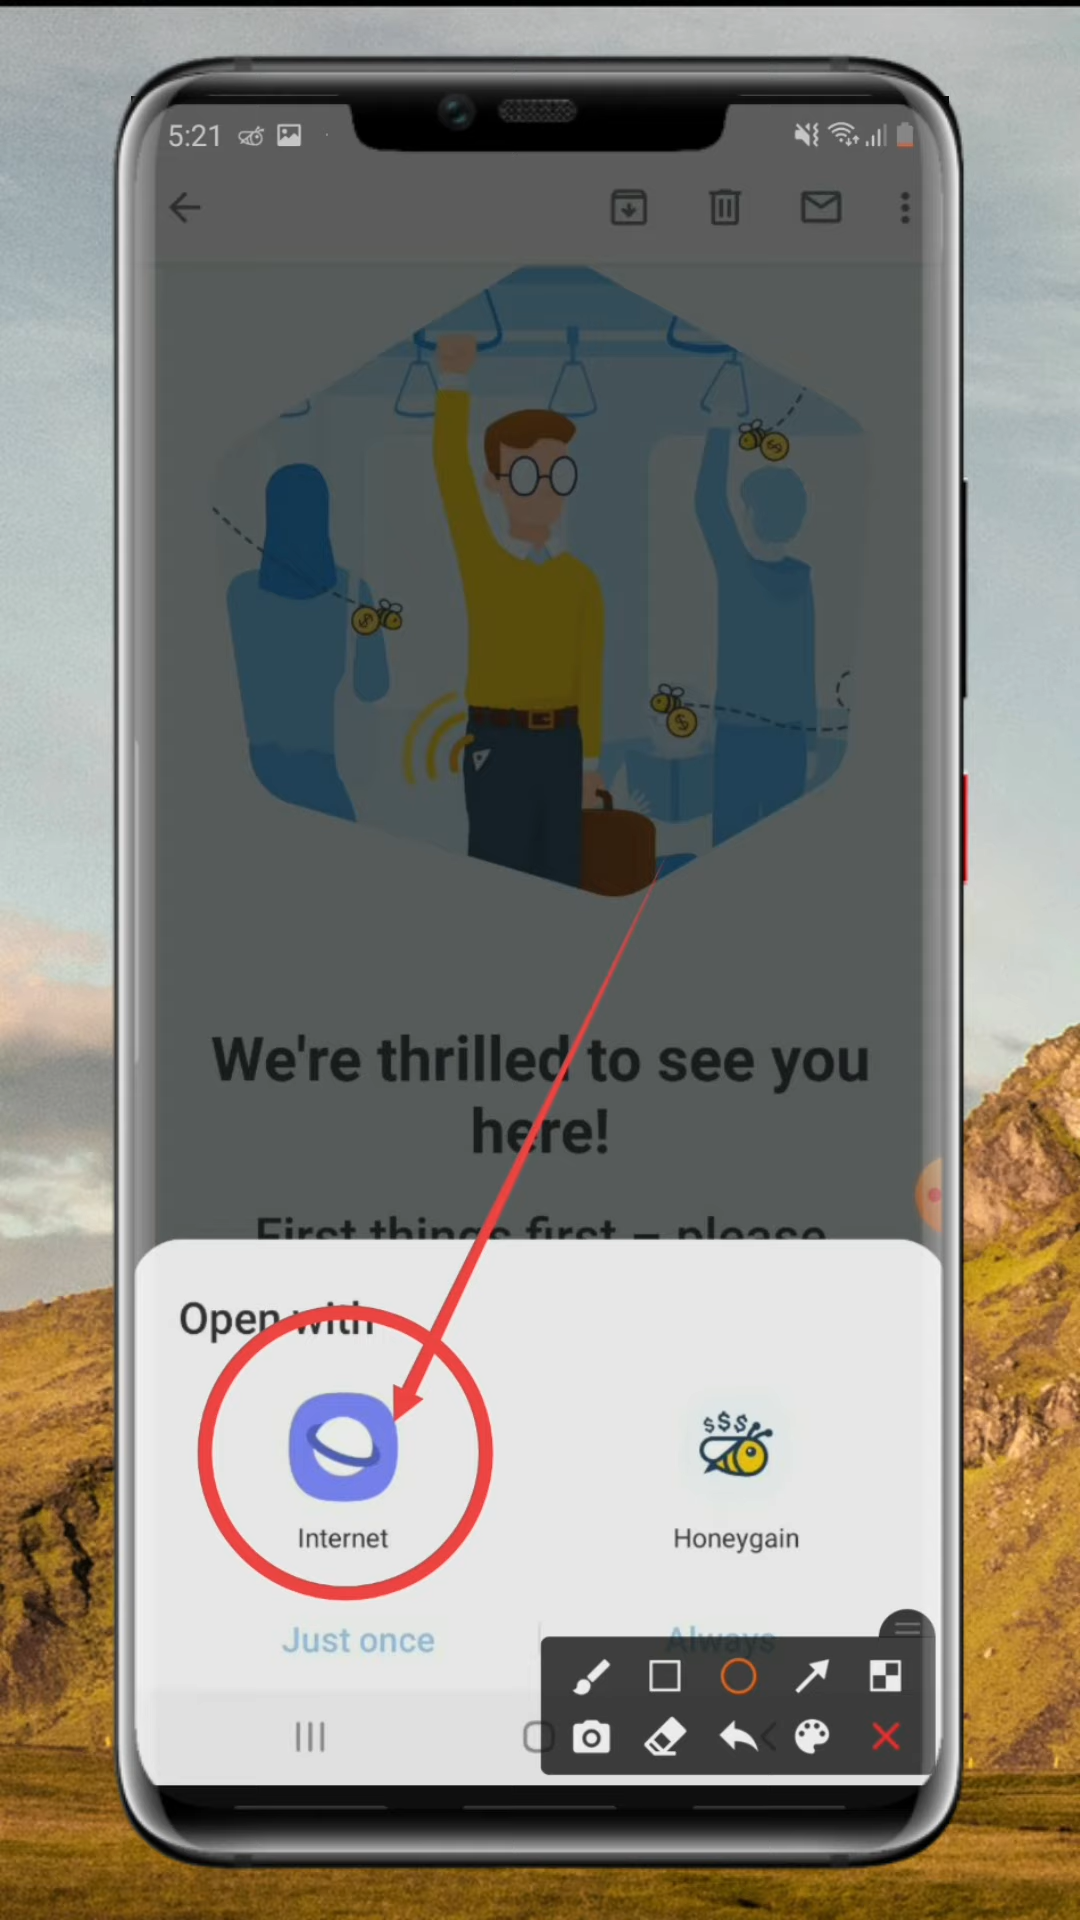 5:21
We're thrilled to see you
here!
First things first – please
Open with
$$$
Internet
Honeygain
Just once
Always